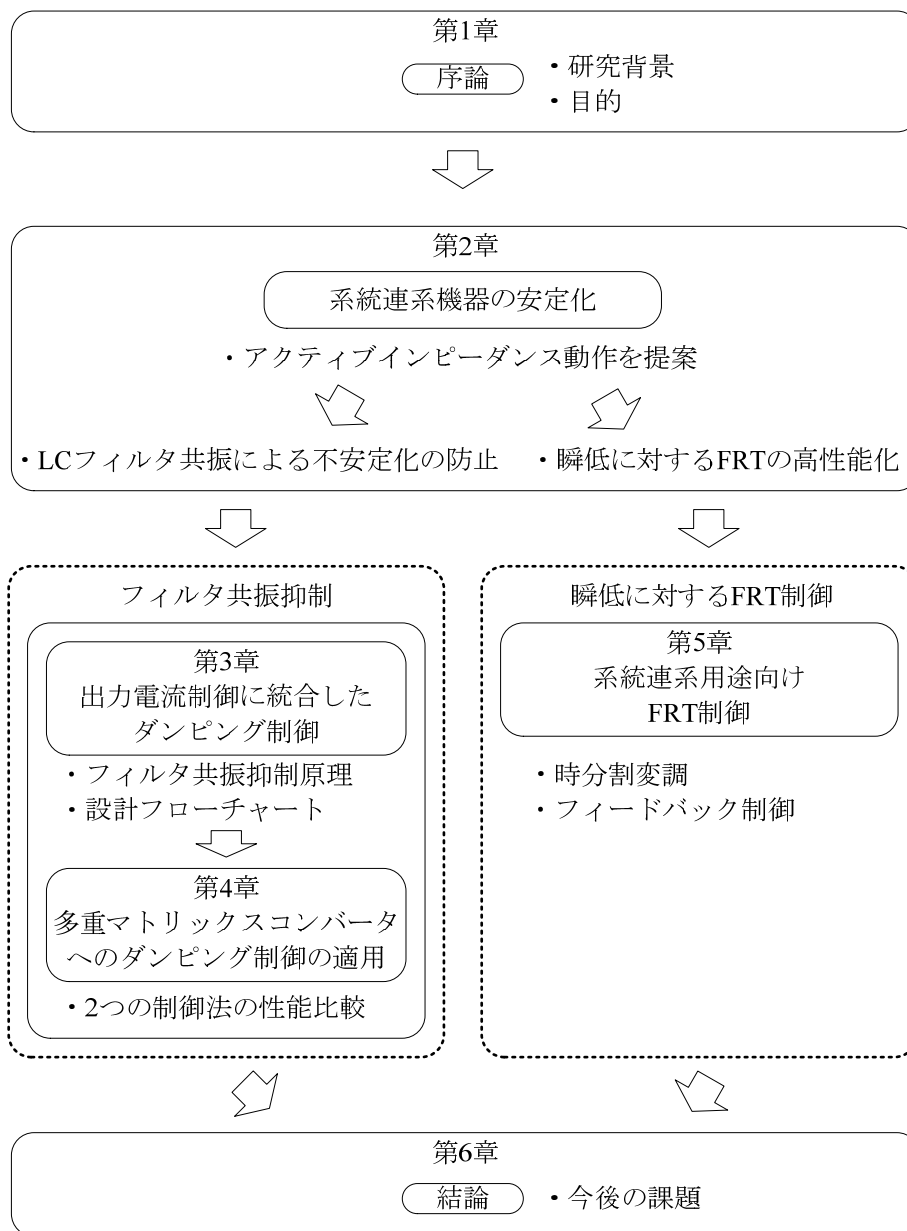 第1章
序論
・研究背景
・目的
第2章
系統連系機器の安定化
・アクティブインピーダンス動作を提案
・LCフィルタ共振による不安定化の防止
・瞬低に対するFRTの高性能化
フィルタ共振抑制
第3章
出力電流制御に統合した
ダンピング制御
・フィルタ共振抑制原理
・設計フローチャート
第4章
多重マトリックスコンバータ
へのダンピング制御の適用
・2つの制御法の性能比較
瞬低に対するFRT制御
第5章
系統連系用途向け
FRT制御
・時分割変調
・フィードバック制御
第6章
結論
・今後の課題